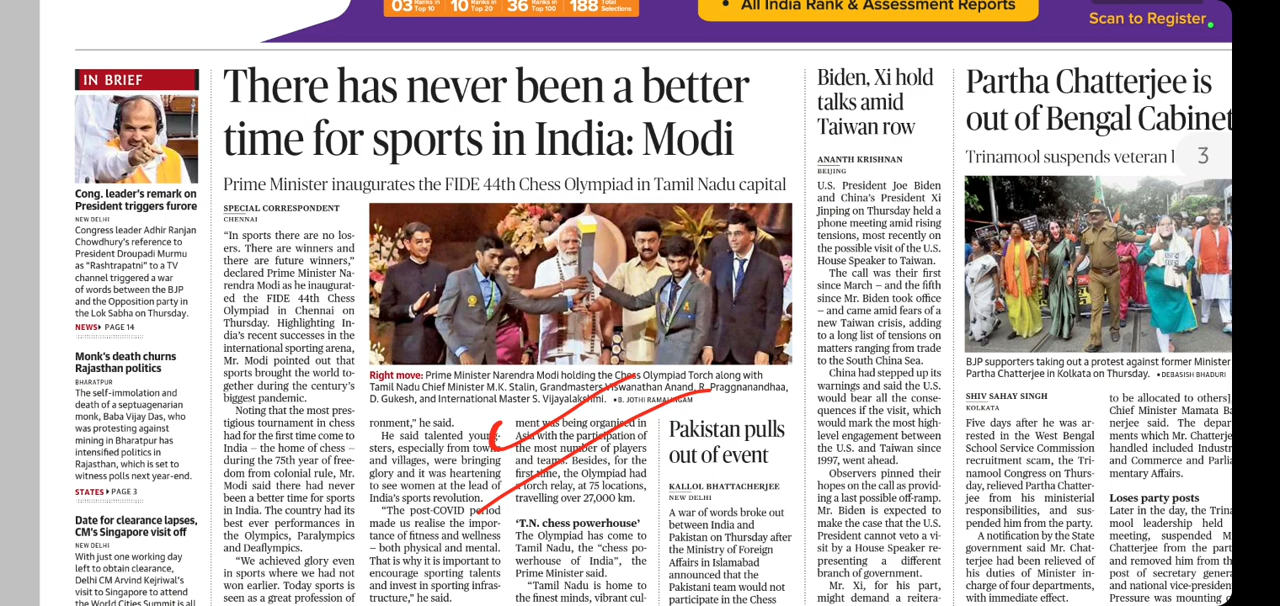 03 Ranks in Top 10
10 Ranks in Top 20
36 Ranks in Top 100
188 Total Selections
• All India Rank & Assessment Reports
Scan to Register
IN BRIEF
Cong. leader's remark on
President triggers furore
NEW DELHI
Congress leader Adhir Ranjan
Chowdhury's reference to
President Droupadi Murmu
as "Rashtrapatni" to a TV
channel triggered a war
of words between the BJP
and the Opposition party in
the Lok Sabha on Thursday.
NEWS PAGE 14
Monk's death churns
Rajasthan politics
BHARATPUR
The self-immolation and
death of a septuagenarian
monk, Baba Vijay Das, who
was protesting against
mining in Bharatpur has
intensified politics in
Rajasthan, which is set to
witness polls next year-end.
STATES PAGE 3
Date for clearance lapses,
CM's Singapore visit off
NEW DELHI
With just one working day
left to obtain clearance,
Delhi CM Arvind Kejriwal's
visit to Singapore to attend
the World Cities Summit is all
There has never been a better
time for sports in India: Modi
Prime Minister inaugurates the FIDE 44th Chess Olympiad in Tamil Nadu capital
SPECIAL CORRESPONDENT
CHENNAI
"In sports there are no los-
ers. There are winners and
there are future winners,"
declared Prime Minister Na-
rendra Modi as he inaugurat-
ed the FIDE 44th Chess
Olympiad in Chennai on
Thursday. Highlighting In-
dia's recent successes in the
international sporting arena,
Mr. Modi pointed out that
sports brought the world to-
gether during the century's
biggest pandemic.
Noting that the most pres-
tigious tournament in chess
had for the first time come to
India – the home of chess –
during the 75th year of free-
dom from colonial rule, Mr.
Modi said there had never
been a better time for sports
in India. The country had its
best ever performances in
the Olympics, Paralympics
and Deaflympics.
"We achieved glory even
in sports where we had not
won earlier. Today sports is
seen as a great profession of
Right move: Prime Minister Narendra Modi holding the Chess Olympiad Torch along with
Tamil Nadu Chief Minister M.K. Stalin, Grandmasters Viswanathan Anand, R. Praggnanandhaa,
D. Gukesh, and International Master S. Vijayalakshmi. • B. JOTHI RAMALINGAM
ronment," he said.
He said talented young-
sters, especially from towns
and villages, were bringing
glory and it was heartening
to see women at the lead of
India's sports revolution.
"The post-COVID period
made us realise the impor-
tance of fitness and wellness
– both physical and mental.
That is why it is important to
encourage sporting talents
and invest in sporting infras-
tructure," he said.
ment was being organised in
Asia with the participation of
the most number of players
and teams. Besides, for the
first time, the Olympiad had
a torch relay, at 75 locations,
travelling over 27,000 km.
'T.N. chess powerhouse'
The Olympiad has come to
Tamil Nadu, the "chess po-
werhouse of India", the
Prime Minister said.
"Tamil Nadu is home to
the finest minds, vibrant cul-
Pakistan pulls
out of event
KALLOL BHATTACHERJEE
NEW DELHI
A war of words broke out
between India and
Pakistan on Thursday after
the Ministry of Foreign
Affairs in Islamabad
announced that the
Pakistani team would not
participate in the Chess
Biden, Xi hold
talks amid
Taiwan row
ANANTH KRISHNAN
BEIJING
U.S. President Joe Biden
and China's President Xi
Jinping on Thursday held a
phone meeting amid rising
tensions, most recently on
the possible visit of the U.S.
House Speaker to Taiwan.
The call was their first
since March – and the fifth
since Mr. Biden took office
– and came amid fears of a
new Taiwan crisis, adding
to a long list of tensions on
matters ranging from trade
to the South China Sea.
China had stepped up its
warnings and said the U.S.
would bear all the conse-
quences if the visit, which
would mark the most high-
level engagement between
the U.S. and Taiwan since
1997, went ahead.
Observers pinned their
hopes on the call as provid-
ing a last possible off-ramp.
Mr. Biden is expected to
make the case that the U.S.
President cannot veto a vi-
sit by a House Speaker re-
presenting a different
branch of government.
Mr. Xi, for his part,
might demand a reitera-
Partha Chatterjee is
out of Bengal Cabinet
Trinamool suspends veteran l
3
BJP supporters taking out a protest against former Minister
Partha Chatterjee in Kolkata on Thursday. • DEBASISH BHADURI
SHIV SAHAY SINGH
KOLKATA
Five days after he was ar-
rested in the West Bengal
School Service Commission
recruitment scam, the Tri-
namool Congress on Thurs-
day, relieved Partha Chatter-
jee from his ministerial
responsibilities, and sus-
pended him from the party.
A notification by the State
government said Mr. Chat-
terjee had been relieved of
his duties of Minister in-
charge of four departments,
with immediate effect.
to be allocated to others],
Chief Minister Mamata Ba
nerjee said. The depar
ments which Mr. Chatterje
handled included Industr
and Commerce and Parlia
mentary Affairs.
Loses party posts
Later in the day, the Trina
mool leadership held
meeting, suspended M
Chatterjee from the part
and removed him from th
post of secretary genera
and national vice-presiden
Pressure was mounting